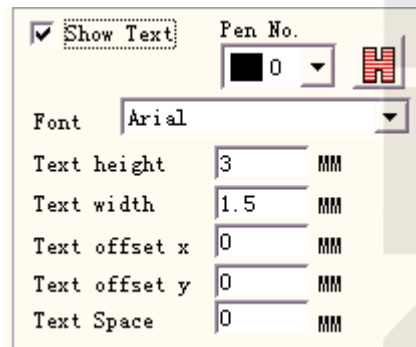 Show Text Pen No.
0
Font Arial
Text height 3 MM
Text width 1.5 MM
Text offset x 0 MM
Text offset y 0 MM
Text Space 0 MM